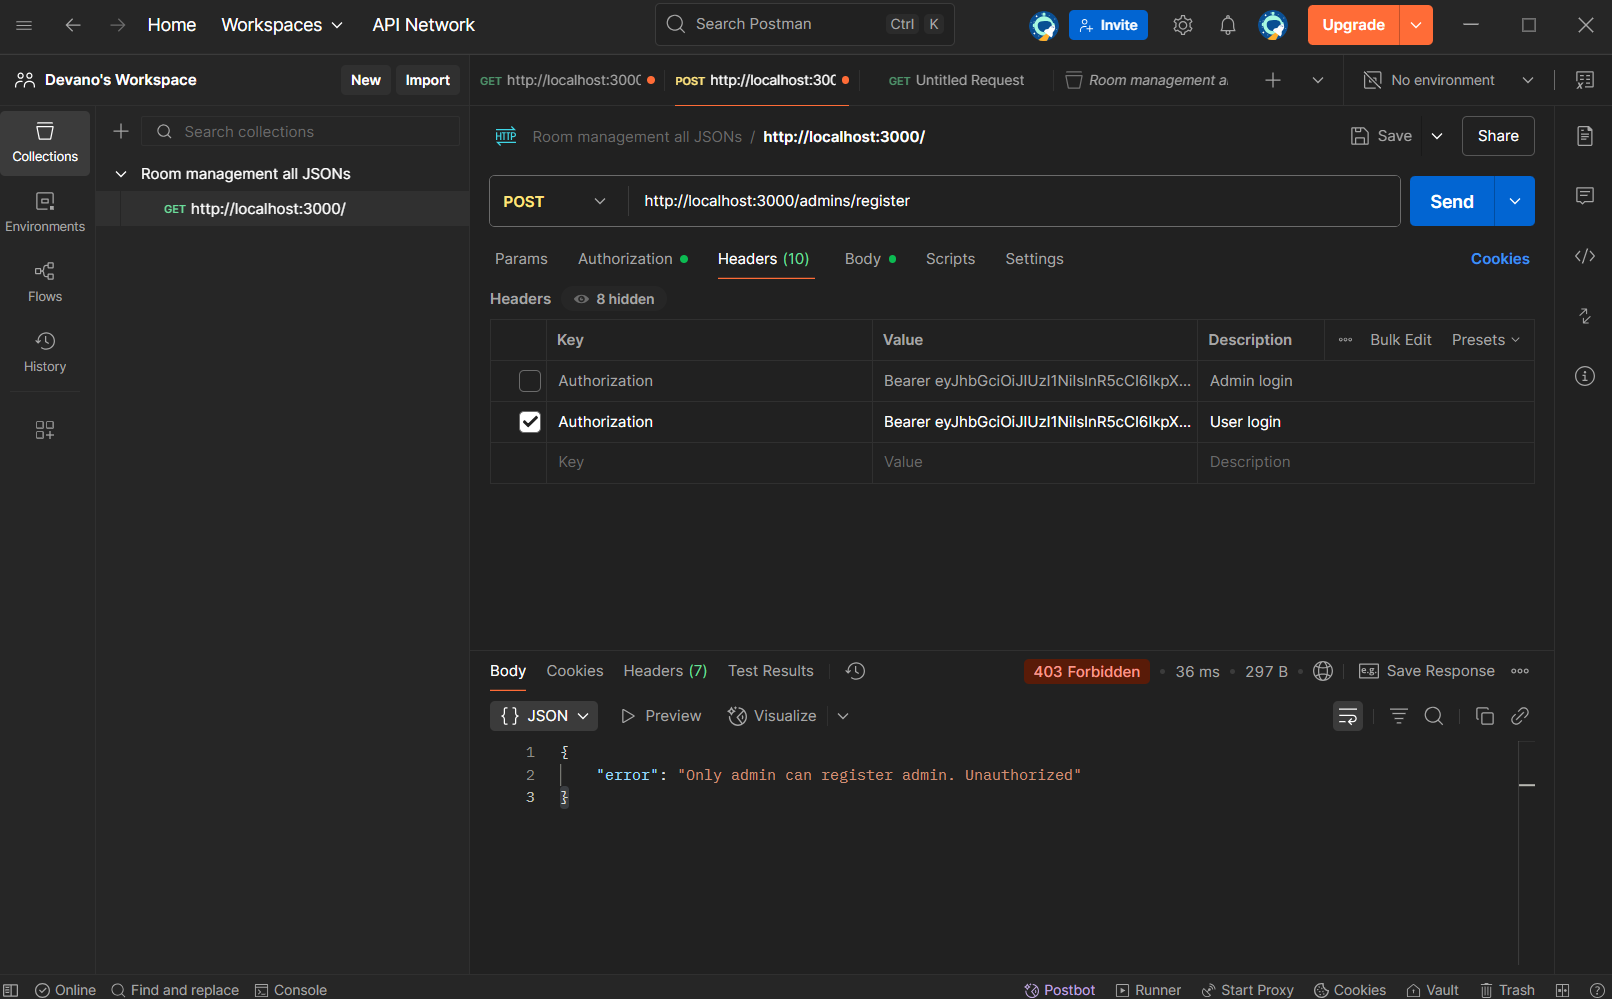 Home Workspaces API Network Search Postman Ctrl K Invite Upgrade
Devano's Workspace New Import GET http://localhost:3000 POST http://localhost:300 GET Untitled Request Room management a No environment
Collections
Environments
Flows
History
Search collections
Room management all JSONs
GET http://localhost:3000/
HTTP Room management all JSONs / http://localhost:3000/ Save Share
POST http://localhost:3000/admins/register Send
Params Authorization Headers (10) Body Scripts Settings Cookies
Headers 8 hidden
Key Value Description Bulk Edit Presets
Authorization Bearer eyJhbGciOiJIUzI1NiIsInR5cCI6IkpX... Admin login
Authorization Bearer eyJhbGciOiJIUzI1NiIsInR5cCI6IkpX... User login
Key Value Description
Body Cookies Headers (7) Test Results 403 Forbidden • 36 ms • 297 B • e.g. Save Response
{} JSON Preview Visualize
1 {
2 "error": "Only admin can register admin. Unauthorized"
3 }
Online Find and replace Console Postbot Runner Start Proxy Cookies Vault Trash